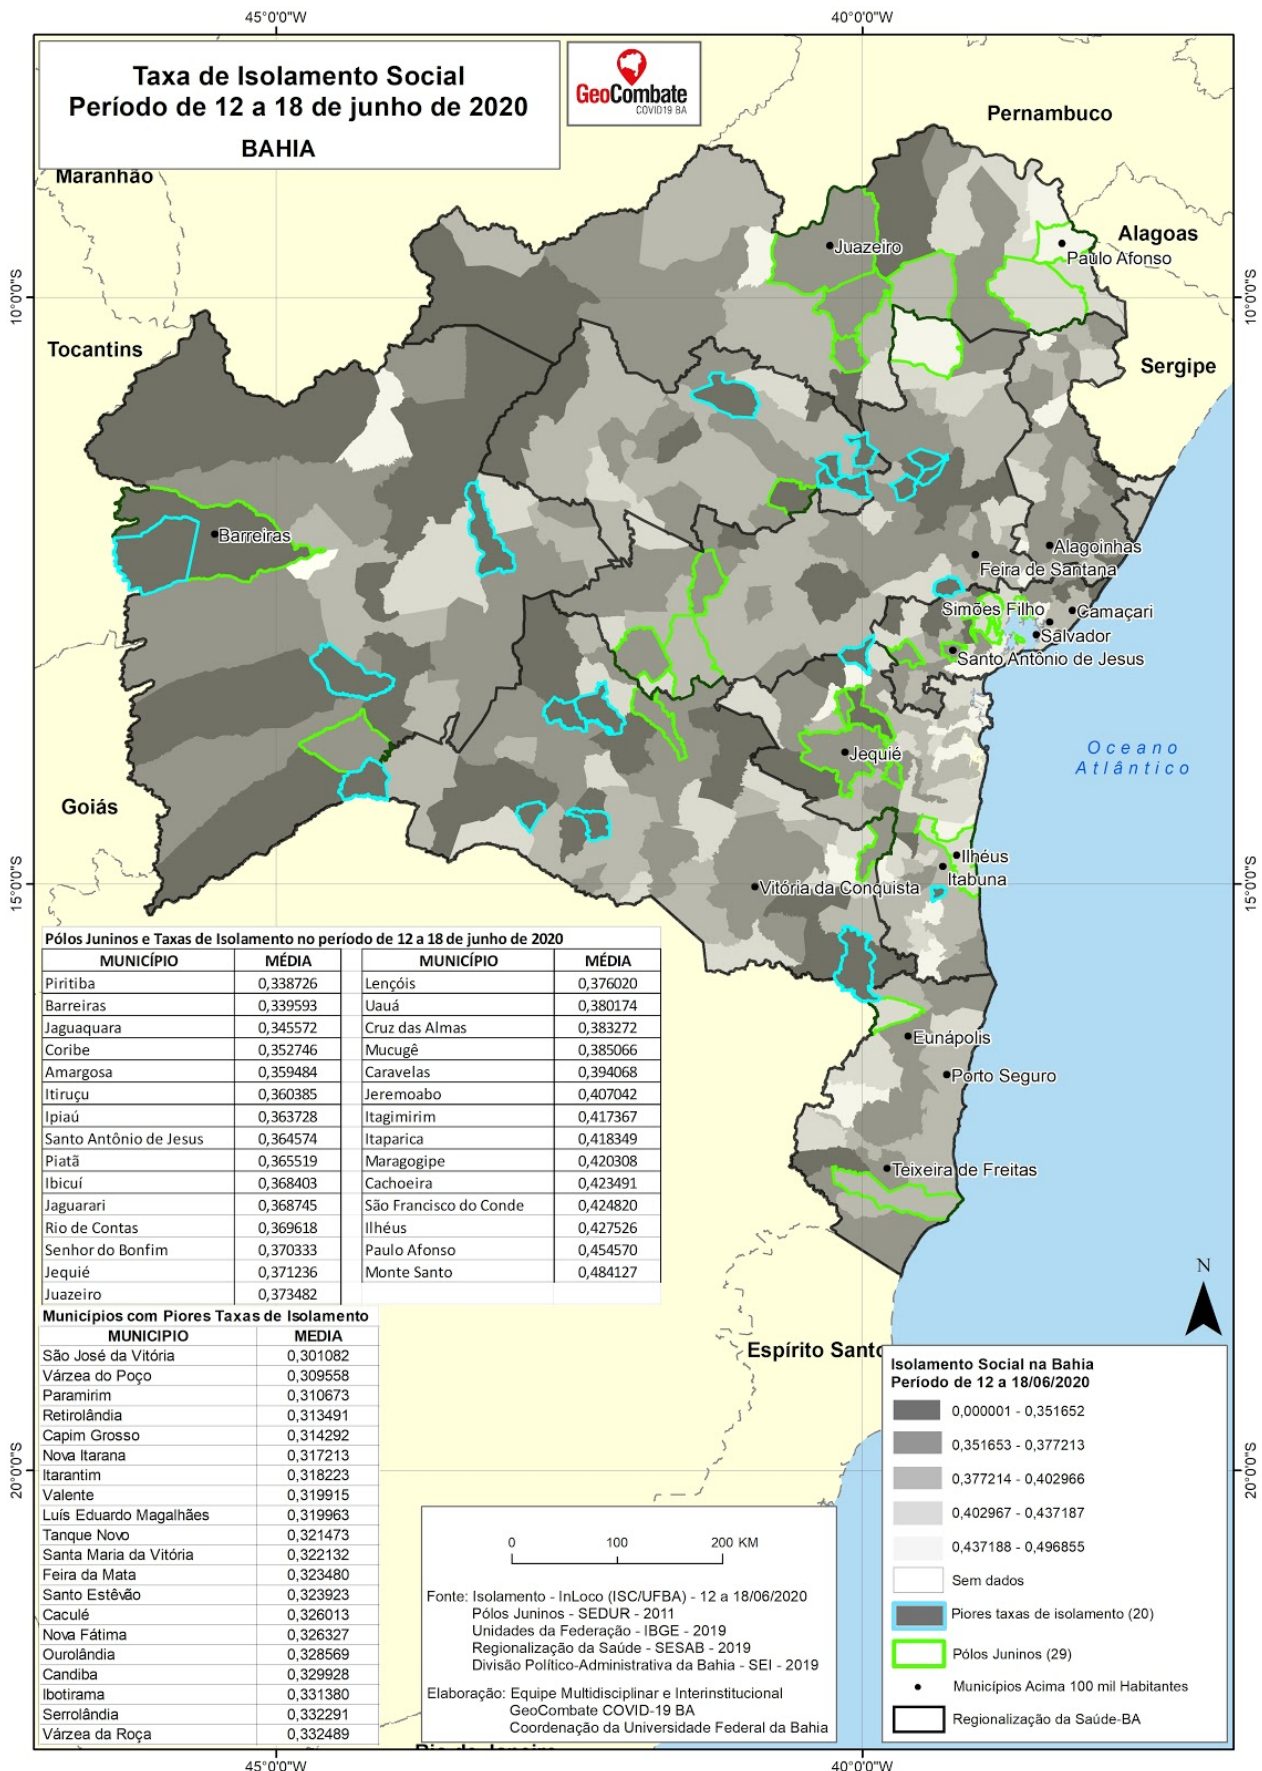 45°0'0"W
40°0'0"W
Taxa de Isolamento Social
Período de 12 a 18 de junho de 2020
BAHIA
GeoCombate
COVID19 BA
Pernambuco
Maranhão
Alagoas
Juazeiro
Paulo Afonso
10°0'0"S
10°0'0"S
Tocantins
Sergipe
Barreiras
Alagoinhas
Feira de Santana
Simões Filho
Camaçari
Salvador
Santo Antônio de Jesus
Jequié
Oceano
Atlântico
Goiás
Ilhéus
Itabuna
15°0'0"S
15°0'0"S
Vitória da Conquista
Eunápolis
Porto Seguro
Teixeira de Freitas
Pólos Juninos e Taxas de Isolamento no período de 12 a 18 de junho de 2020
MUNICÍPIO MÉDIA MUNICÍPIO MÉDIA
Piritiba 0,338726 Lençóis 0,376020
Barreiras 0,339593 Uauá 0,380174
Jaguaquara 0,345572 Cruz das Almas 0,383272
Coribe 0,352746 Mucugê 0,385066
Amargosa 0,359484 Caravelas 0,394068
Itiruçu 0,360385 Jeremoabo 0,407042
Ipiaú 0,363728 Itagimirim 0,417367
Santo Antônio de Jesus 0,364574 Itaparica 0,418349
Piatã 0,365519 Maragogipe 0,420308
Ibicuí 0,368403 Cachoeira 0,423491
Jaguarari 0,368745 São Francisco do Conde 0,424820
Rio de Contas 0,369618 Ilhéus 0,427526
Senhor do Bonfim 0,370333 Paulo Afonso 0,454570
Jequié 0,371236 Monte Santo 0,484127
Juazeiro 0,373482
Municípios com Piores Taxas de Isolamento
MUNICIPIO MEDIA
São José da Vitória 0,301082
Várzea do Poço 0,309558
Paramirim 0,310673
Retirolândia 0,313491
Capim Grosso 0,314292
Nova Itarana 0,317213
Itarantim 0,318223
Valente 0,319915
Luís Eduardo Magalhães 0,319963
Tanque Novo 0,321473
Santa Maria da Vitória 0,322132
Feira da Mata 0,323480
Santo Estêvão 0,323923
Caculé 0,326013
Nova Fátima 0,326327
Ourolândia 0,328569
Candiba 0,329928
Ibotirama 0,331380
Serrolândia 0,332291
Várzea da Roça 0,332489
N
Espírito Santo
20°0'0"S
20°0'0"S
0 100 200 KM
Fonte: Isolamento - InLoco (ISC/UFBA) - 12 a 18/06/2020
Pólos Juninos - SEDUR - 2011
Unidades da Federação - IBGE - 2019
Regionalização da Saúde - SESAB - 2019
Divisão Político-Administrativa da Bahia - SEI - 2019
Elaboração: Equipe Multidisciplinar e Interinstitucional
GeoCombate COVID-19 BA
Coordenação da Universidade Federal da Bahia
Isolamento Social na Bahia
Período de 12 a 18/06/2020
0,000001 - 0,351652
0,351653 - 0,377213
0,377214 - 0,402966
0,402967 - 0,437187
0,437188 - 0,496855
Sem dados
Piores taxas de isolamento (20)
Pólos Juninos (29)
Municípios Acima 100 mil Habitantes
Regionalização da Saúde-BA
Rio de Janeiro
45°0'0"W
40°0'0"W